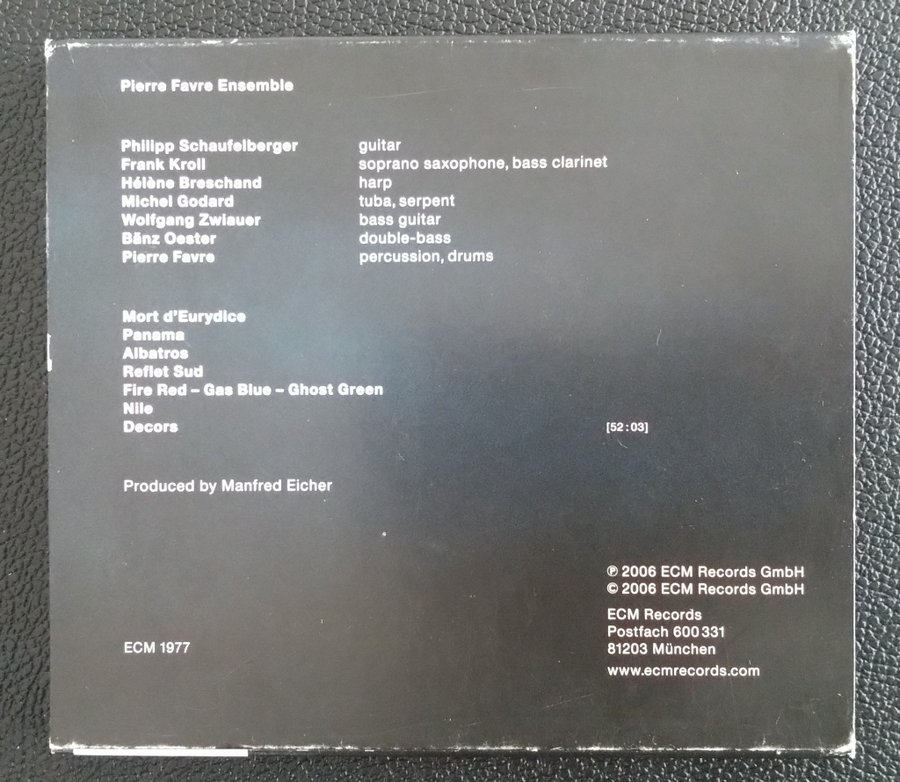 Pierre Favre Ensemble
Philipp Schaufelberger guitar
Frank Kroll soprano saxophone, bass clarinet
Hélène Breschand harp
Michel Godard tuba, serpent
Wolfgang Zwiauer bass guitar
Bänz Oester double-bass
Pierre Favre percussion, drums
Mort d'Eurydice
Panama
Albatros
Reflet Sud
Fire Red – Gas Blue – Ghost Green
Nile
Decors [52:03]
Produced by Manfred Eicher
℗ 2006 ECM Records GmbH
© 2006 ECM Records GmbH
ECM Records
Postfach 600 331
ECM 1977 81203 München
www.ecmrecords.com